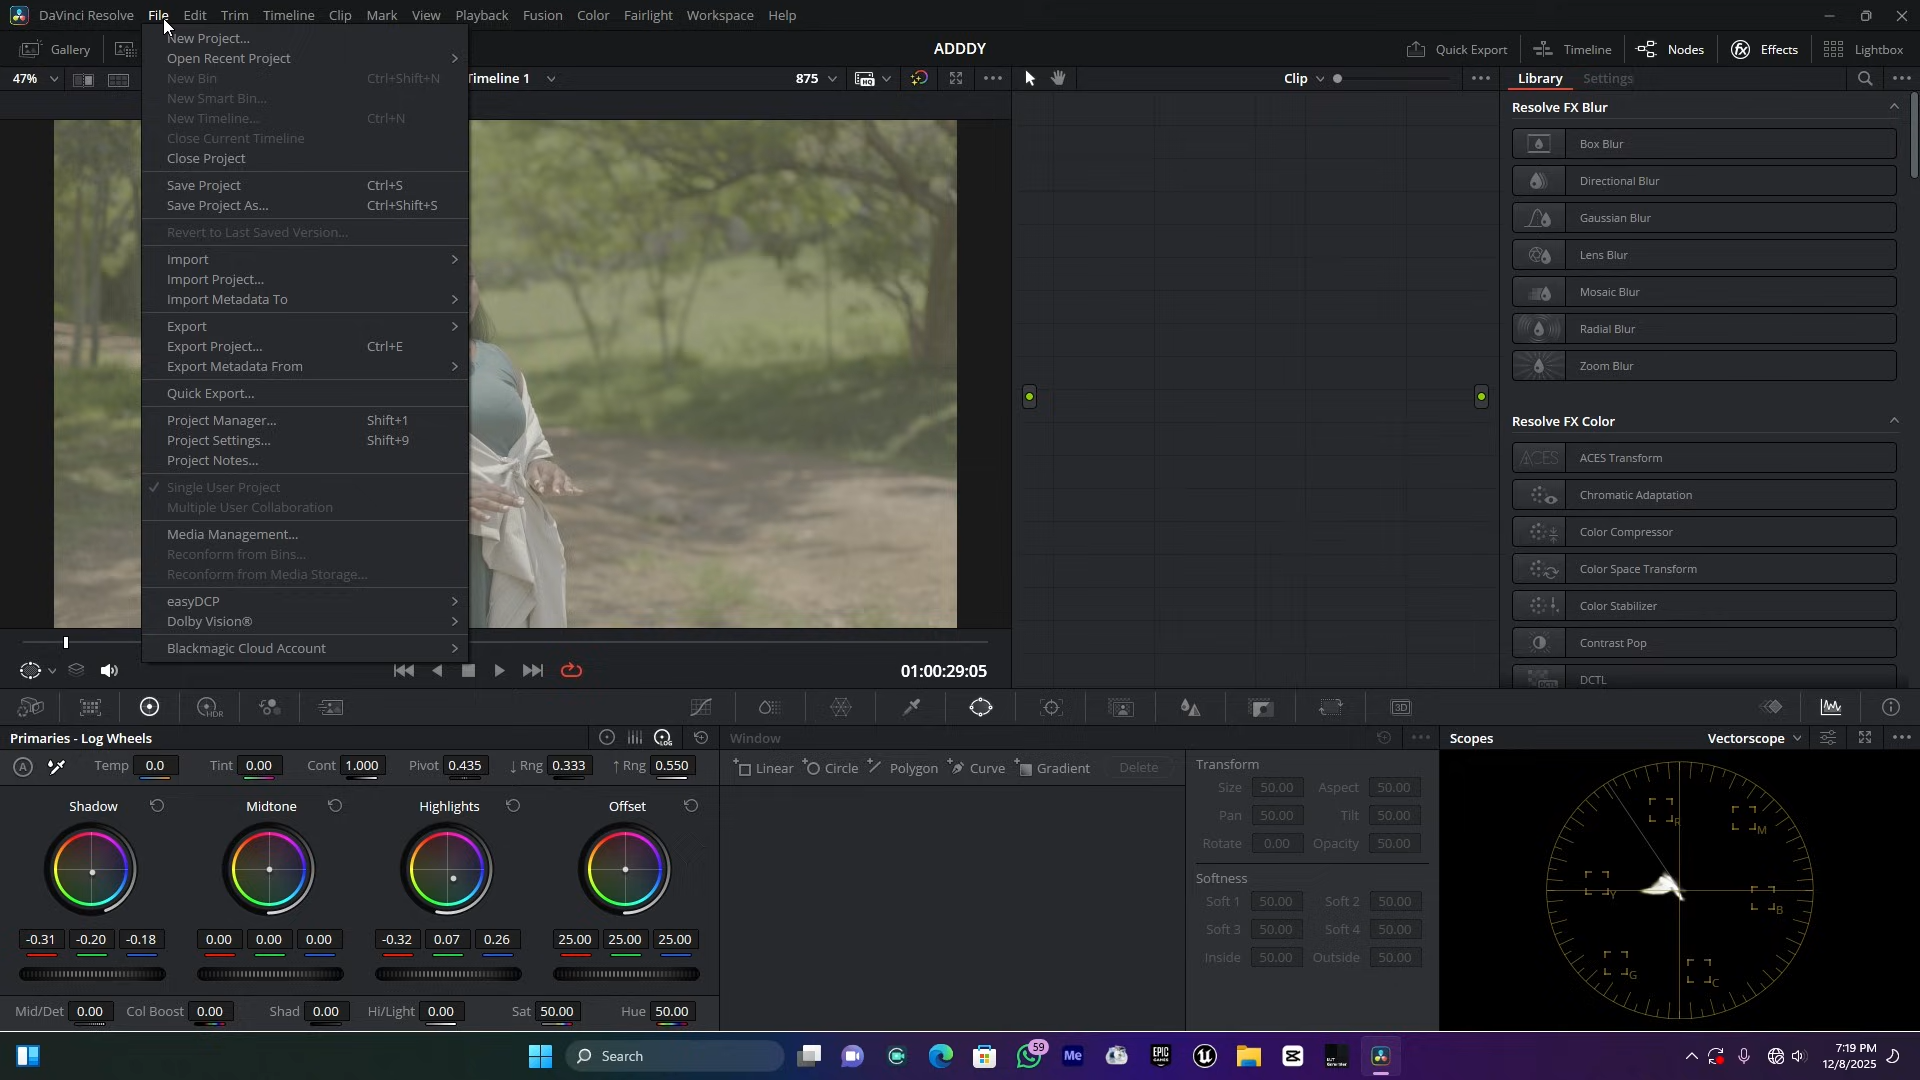 DaVinci Resolve File Edit Trim Timeline Clip Mark View Playback Fusion Color Fairlight Workspace Help
Gallery
ADDDY
Quick Export Timeline Nodes Effects Lightbox
47%
imeline 1
875
Clip
Library Settings
New Project...
Open Recent Project
New Bin Ctrl+Shift+N
New Smart Bin...
New Timeline... Ctrl+N
Close Current Timeline
Close Project
Save Project Ctrl+S
Save Project As... Ctrl+Shift+S
Revert to Last Saved Version...
Import
Import Project...
Import Metadata To
Export
Export Project... Ctrl+E
Export Metadata From
Quick Export...
Project Manager... Shift+1
Project Settings... Shift+9
Project Notes...
Single User Project
Multiple User Collaboration
Media Management...
Reconform from Bins...
Reconform from Media Storage...
easyDCP
Dolby Vision®
Blackmagic Cloud Account
Resolve FX Blur
Box Blur
Directional Blur
Gaussian Blur
Lens Blur
Mosaic Blur
Radial Blur
Zoom Blur
Resolve FX Color
ACES ACES Transform
Chromatic Adaptation
Color Compressor
Color Space Transform
Color Stabilizer
Contrast Pop
DCTL DCTL
01:00:29:05
HDR
3D
Primaries - Log Wheels
LOG
Window
Scopes
Vectorscope
A Temp 0.0 Tint 0.00 Cont 1.000 Pivot 0.435 ↓ Rng 0.333 ↑ Rng 0.550
Linear Circle Polygon Curve Gradient Delete
Shadow Midtone Highlights Offset
-0.31 -0.20 -0.18 0.00 0.00 0.00 -0.32 0.07 0.26 25.00 25.00 25.00
Mid/Det 0.00 Col Boost 0.00 Shad 0.00 Hi/Light 0.00 Sat 50.00 Hue 50.00
Transform
Size 50.00 Aspect 50.00
Pan 50.00 Tilt 50.00
Rotate 0.00 Opacity 50.00
Softness
Soft 1 50.00 Soft 2 50.00
Soft 3 50.00 Soft 4 50.00
Inside 50.00 Outside 50.00
R
M
Y
B
G
C
Search
59
Me
EPIC GAMES
7:19 PM
12/8/2025